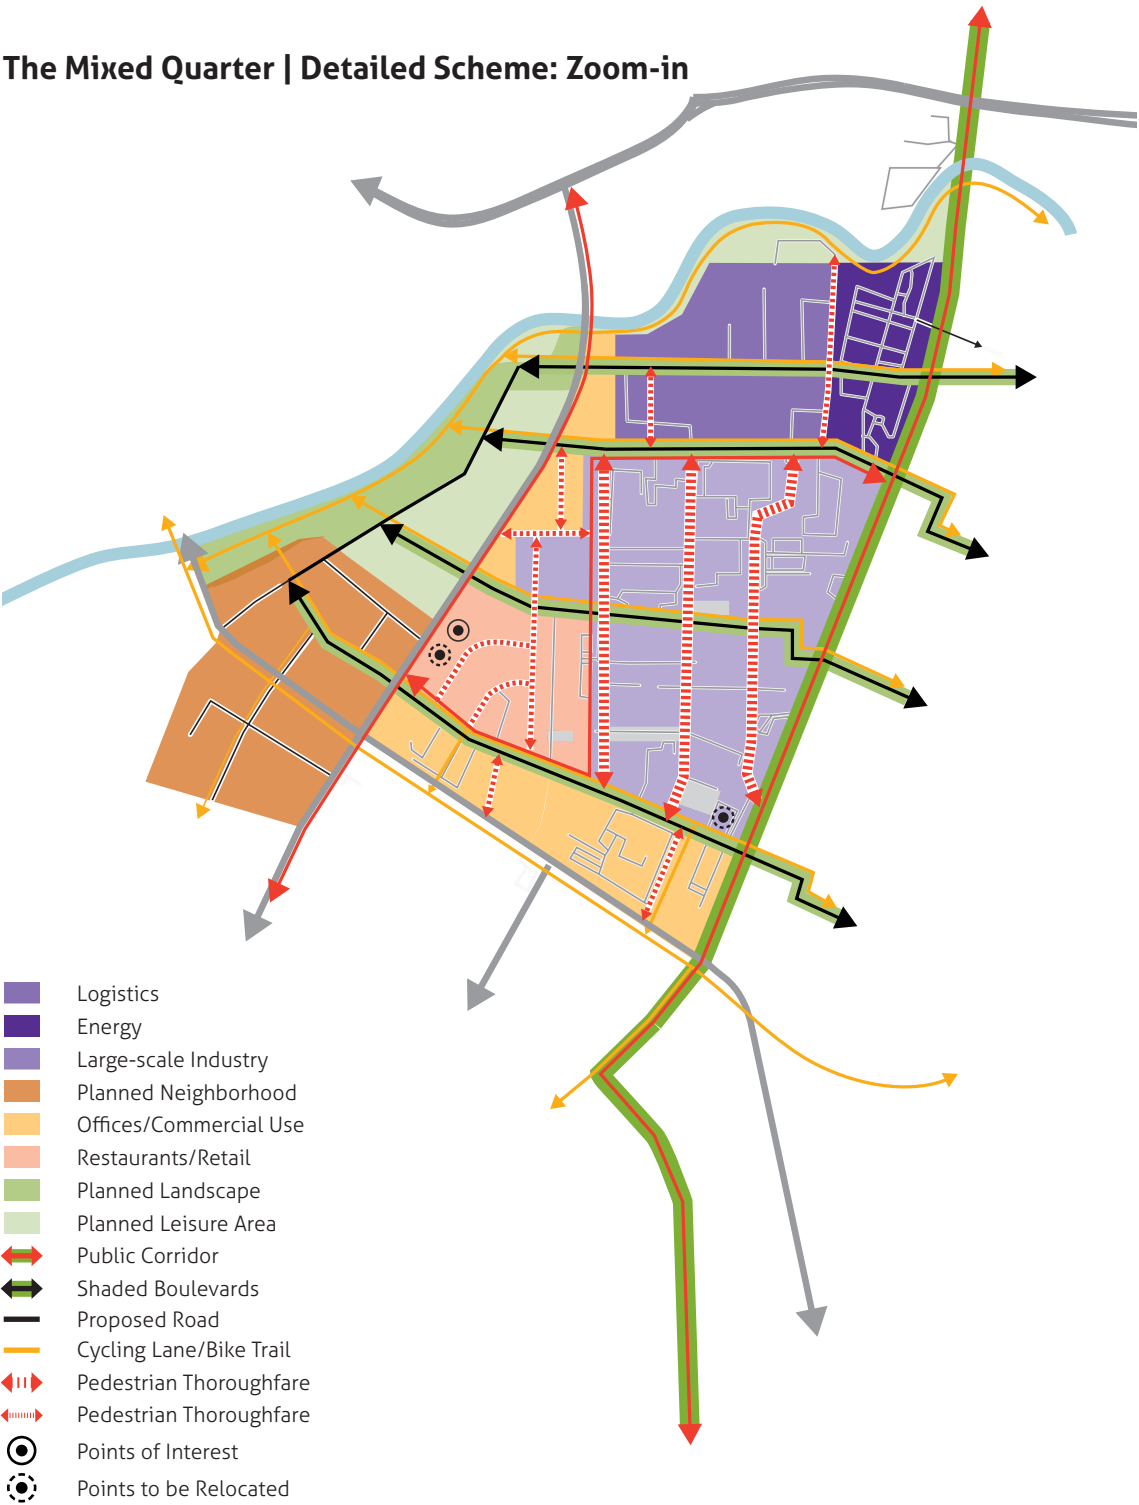 The Mixed Quarter | Detailed Scheme: Zoom-in
Logistics
Energy
Large-scale Industry
Planned Neighborhood
Offices/Commercial Use
Restaurants/Retail
Planned Landscape
Planned Leisure Area
Public Corridor
Shaded Boulevards
Proposed Road
Cycling Lane/Bike Trail
Pedestrian Thoroughfare
Pedestrian Thoroughfare
Points of Interest
Points to be Relocated